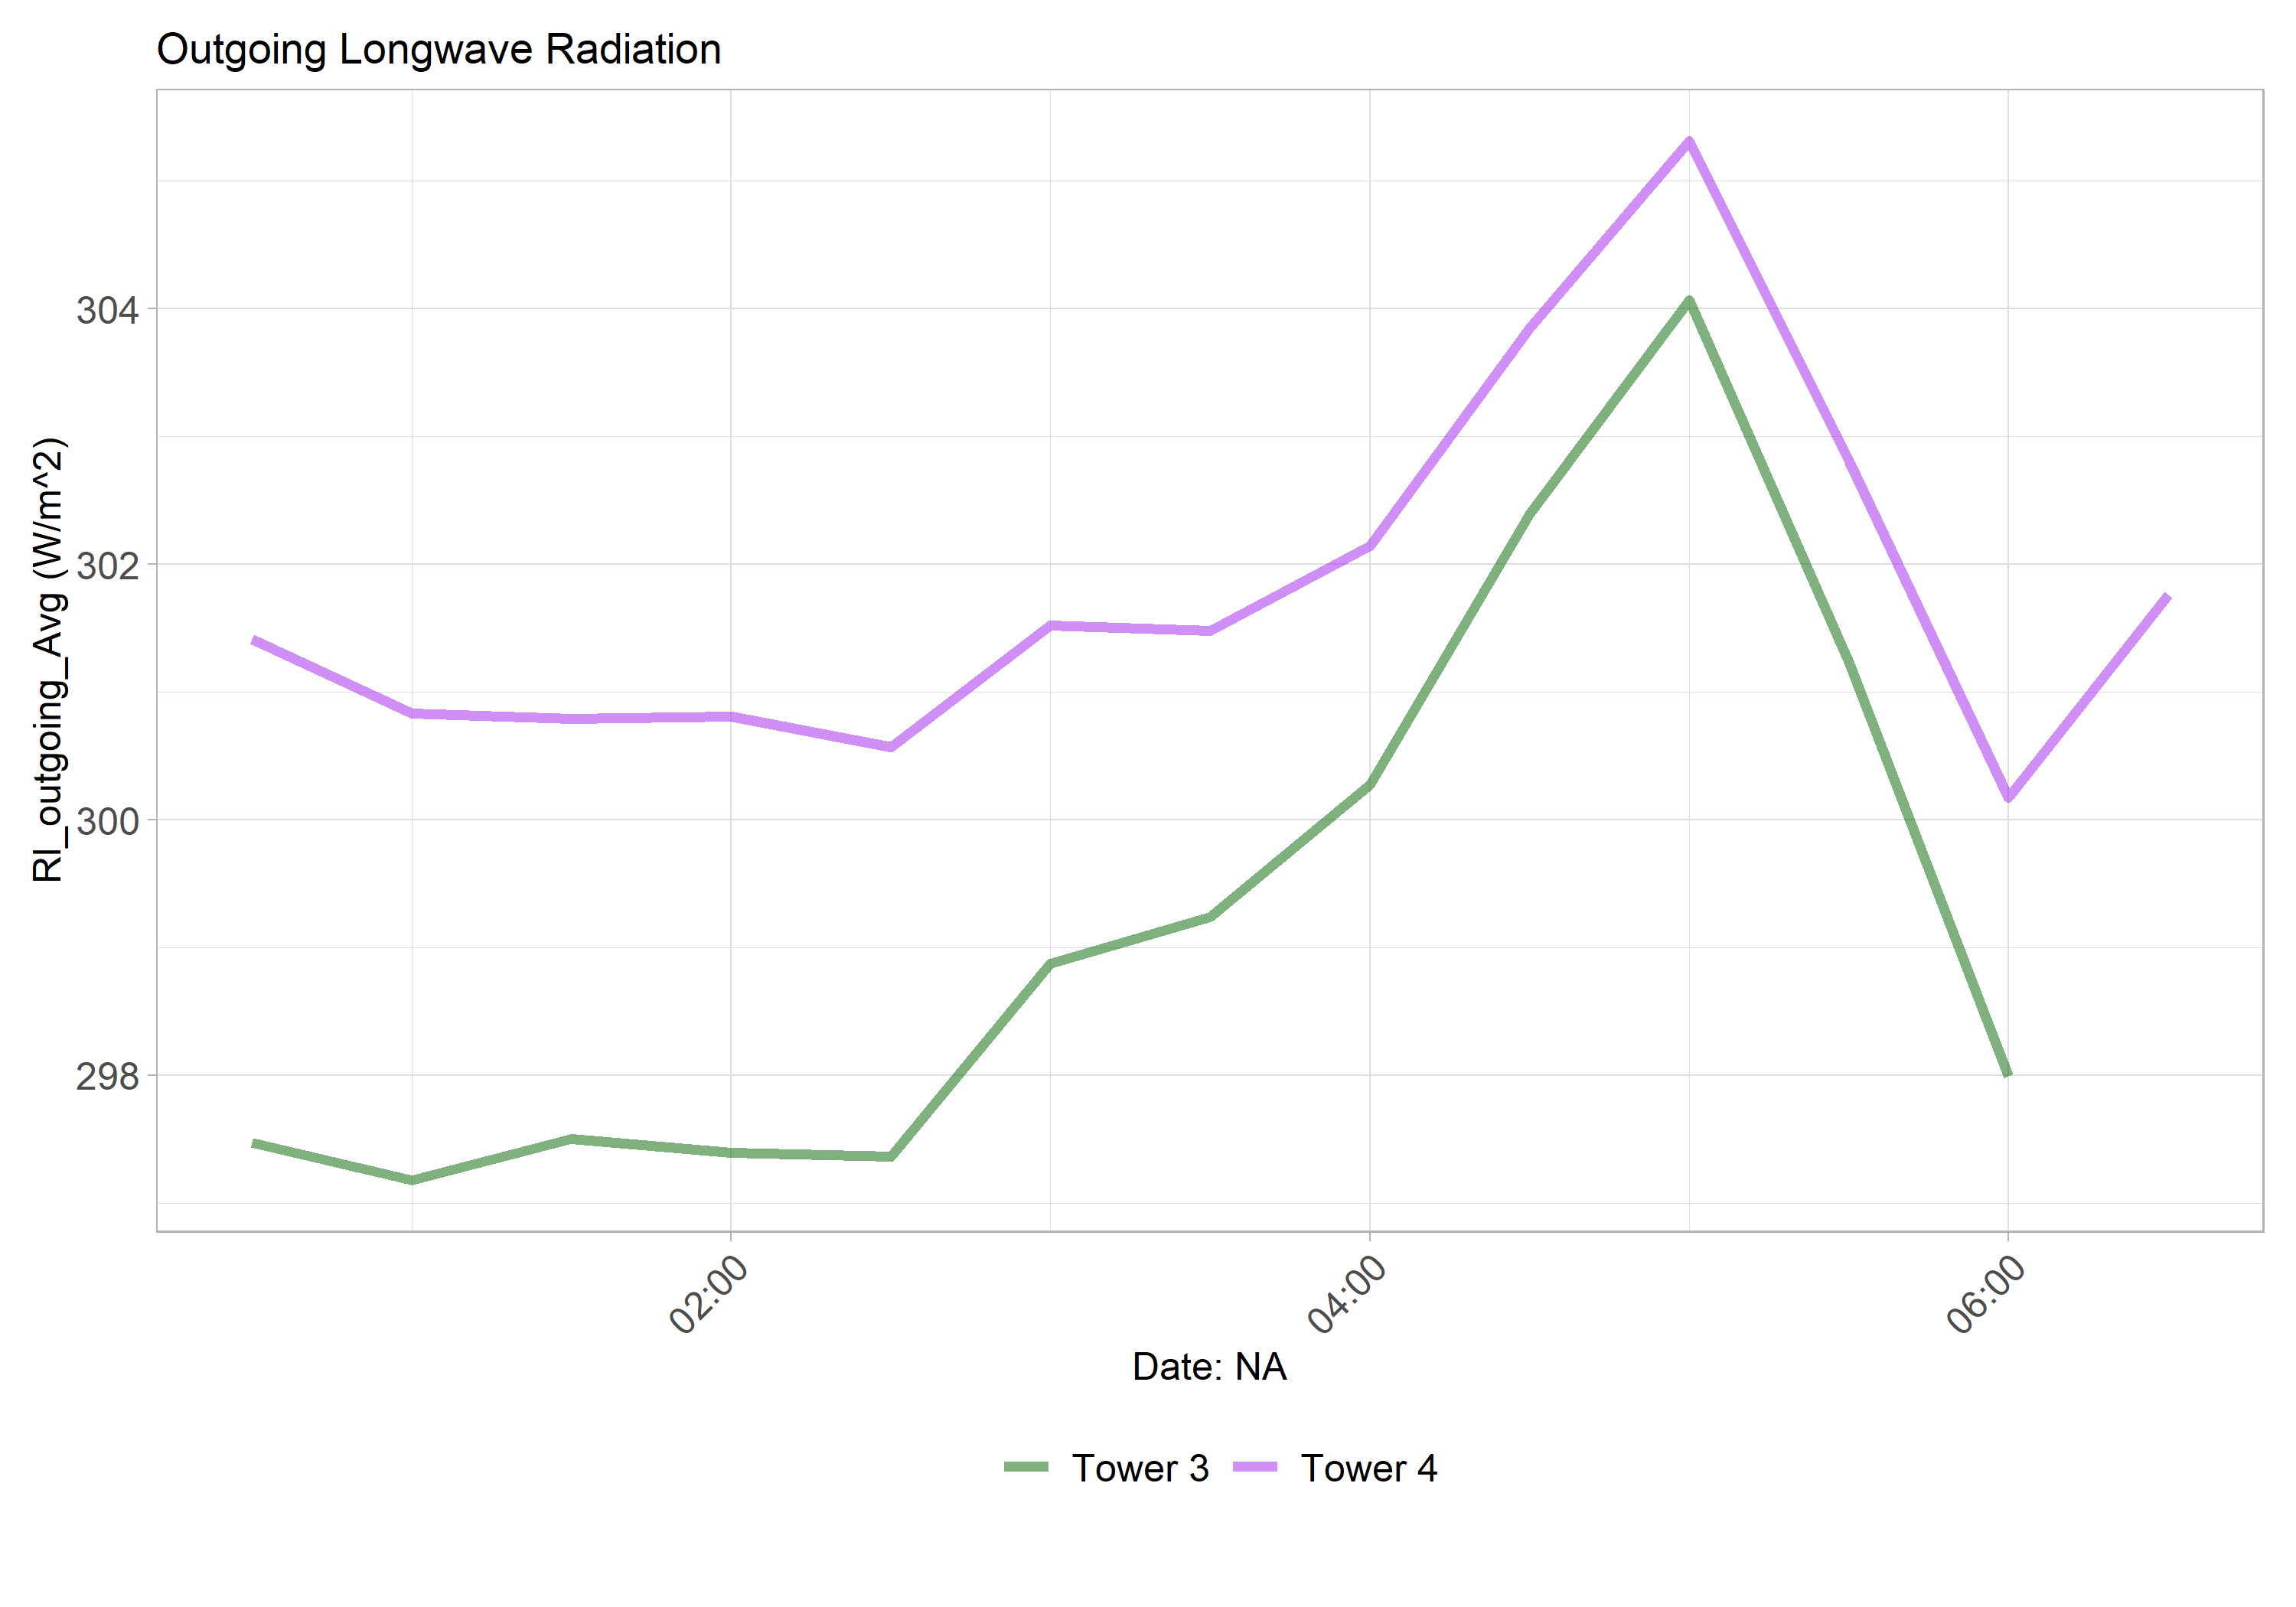 Outgoing Longwave Radiation
Rl_outgoing_Avg (W/m^2)
304
302
300
298
02:00
04:00
06:00
Date: NA
Tower 3
Tower 4